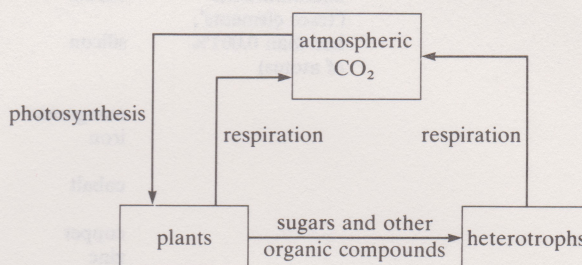 atmospheric
CO₂
photosynthesis
respiration
respiration
plants
sugars and other
organic compounds
heterotrophs